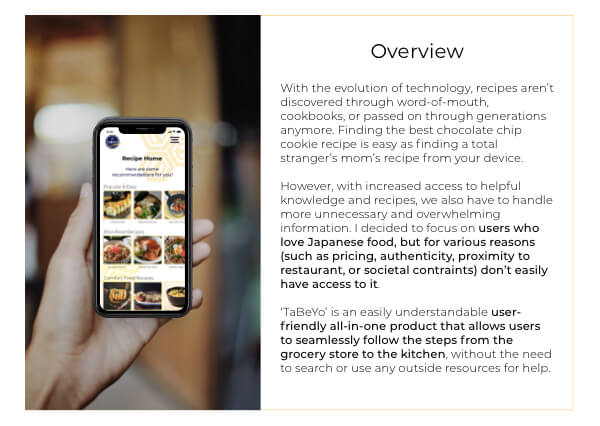 Overview
With the evolution of technology, recipes aren't
discovered through word-of-mouth,
cookbooks, or passed on through generations
anymore. Finding the best chocolate chip
cookie recipe is easy as finding a total
stranger's mom's recipe from your device.
However, with increased access to helpful
knowledge and recipes, we also have to handle
more unnecessary and overwhelming
information. I decided to focus on users who
love Japanese food, but for various reasons
(such as pricing, authenticity, proximity to
restaurant, or societal contraints) don't easily
have access to it.
'TaBeYo' is an easily understandable user-
friendly all-in-one product that allows users
to seamlessly follow the steps from the
grocery store to the kitchen, without the need
to search or use any outside resources for help.
Recipe Home
Here are some
recommendations for you!
Popular & Easy
Comfort Food Recipes